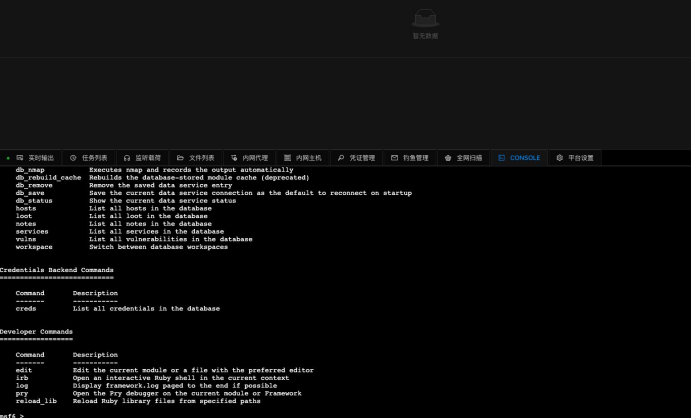 暂无数据
实时输出 任务列表 监听载荷 文件列表 内网代理 内网主机 凭证管理 钓鱼管理 全网扫描 CONSOLE 平台设置
db_nmap Executes nmap and records the output automatically
db_rebuild_cache Rebuilds the database-stored module cache (deprecated)
db_remove Remove the saved data service entry
db_save Save the current data service connection as the default to reconnect on startup
db_status Show the current data service status
hosts List all hosts in the database
loot List all loot in the database
notes List all notes in the database
services List all services in the database
vulns List all vulnerabilities in the database
workspace Switch between database workspaces
Credentials Backend Commands
============================
Command Description
------- -----------
creds List all credentials in the database
Developer Commands
==================
Command Description
------- -----------
edit Edit the current module or a file with the preferred editor
irb Open an interactive Ruby shell in the current context
log Display framework.log paged to the end if possible
pry Open the Pry debugger on the current module or Framework
reload_lib Reload Ruby library files from specified paths
msf6 >